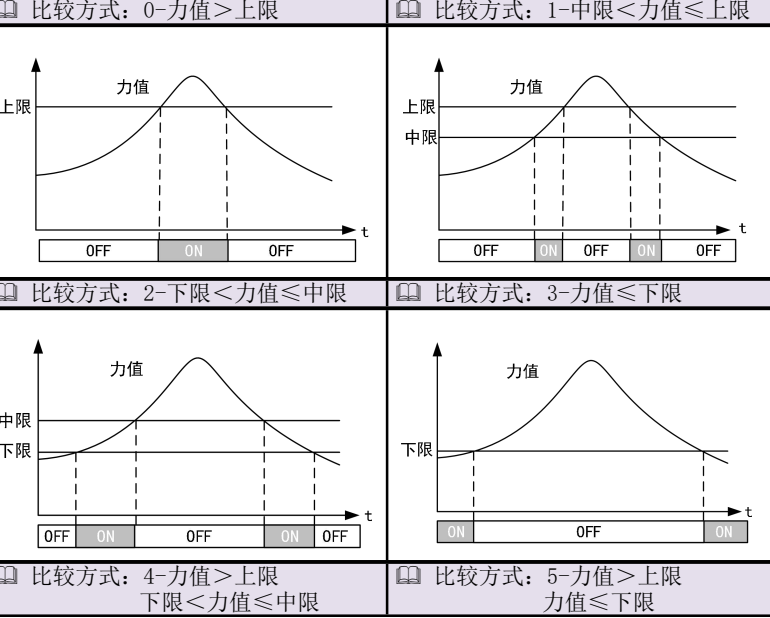 比较方式：0-力值＞上限
比较方式：1-中限＜力值≤上限
力值
上限
t
OFF ON OFF
力值
上限
中限
t
OFF ON OFF ON OFF
比较方式：2-下限＜力值≤中限
比较方式：3-力值≤下限
力值
中限
下限
t
OFF ON OFF ON OFF
力值
下限
t
ON OFF ON
比较方式：4-力值＞上限
下限＜力值≤中限
比较方式：5-力值＞上限
力值≤下限